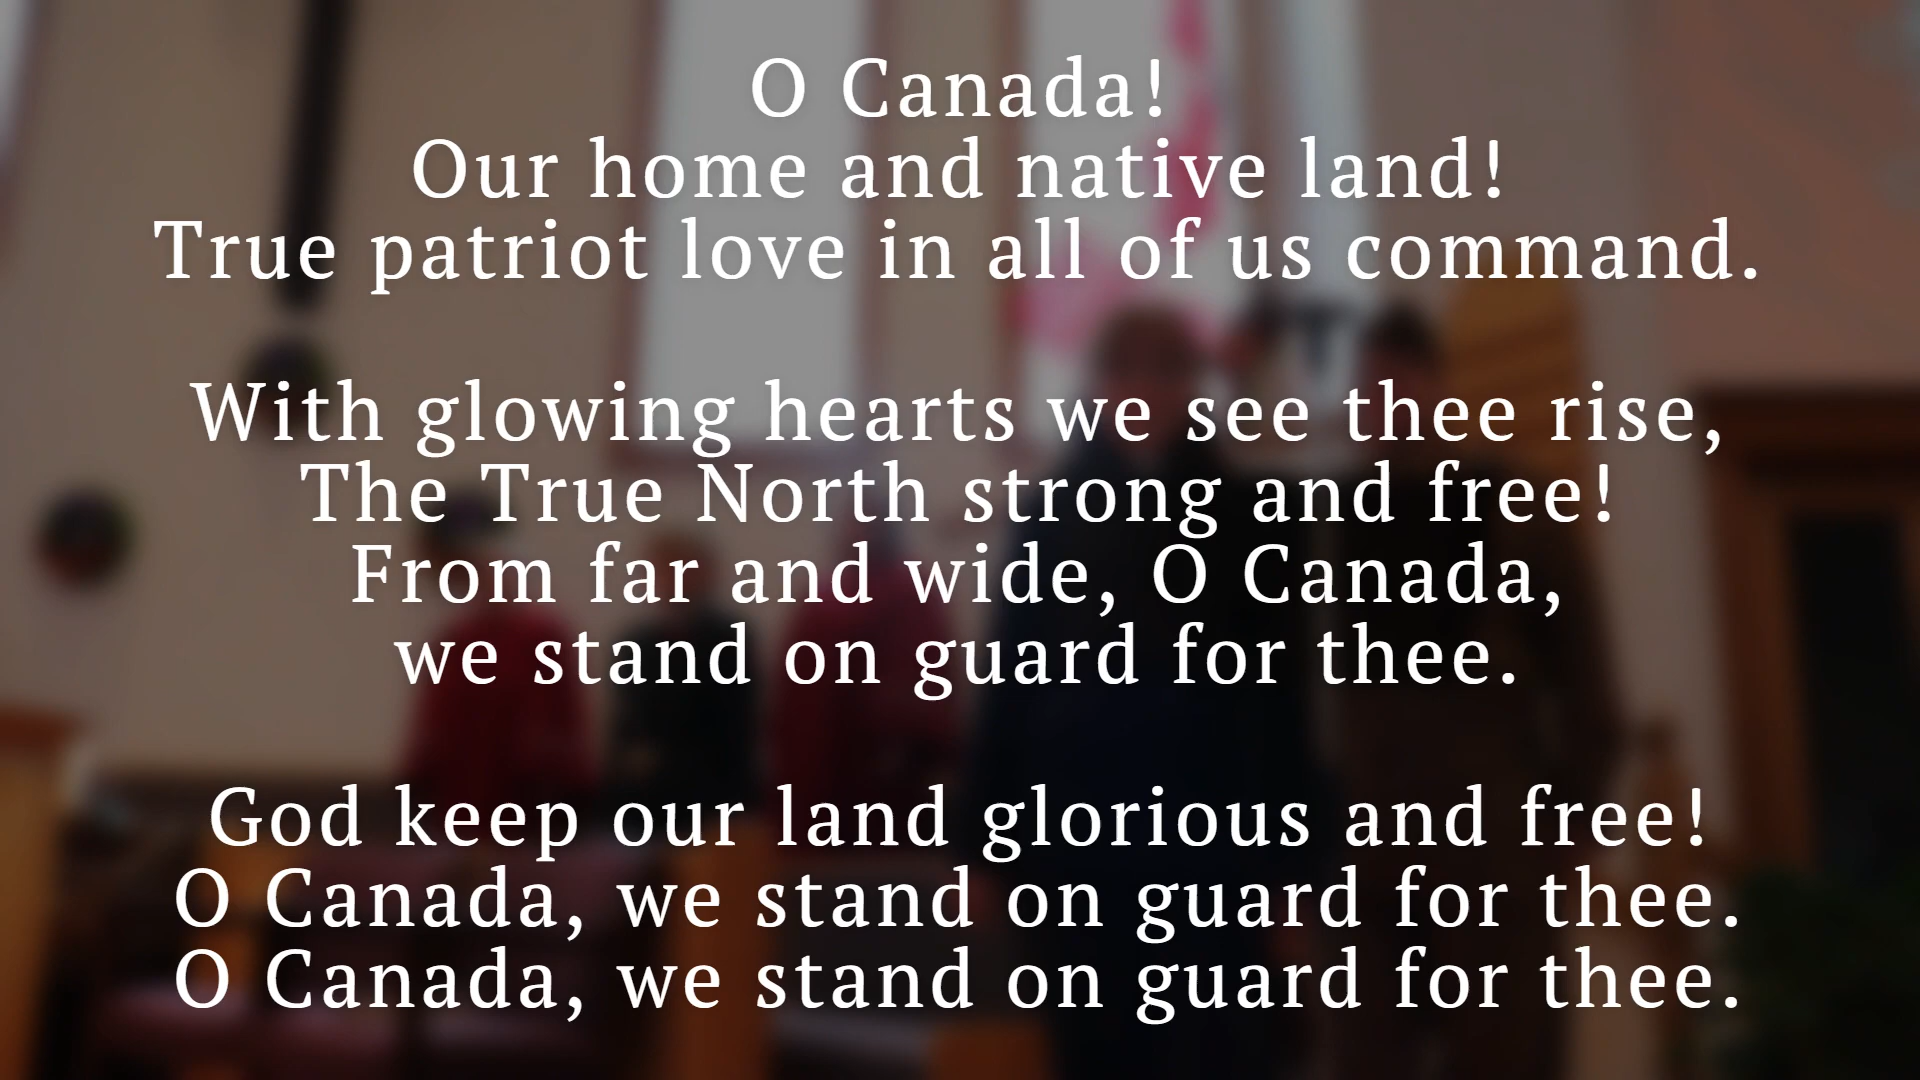 O Canada!
Our home and native land!
True patriot love in all of us command.
With glowing hearts we see thee rise,
The True North strong and free!
From far and wide, O Canada,
we stand on guard for thee.
God keep our land glorious and free!
O Canada, we stand on guard for thee.
O Canada, we stand on guard for thee.